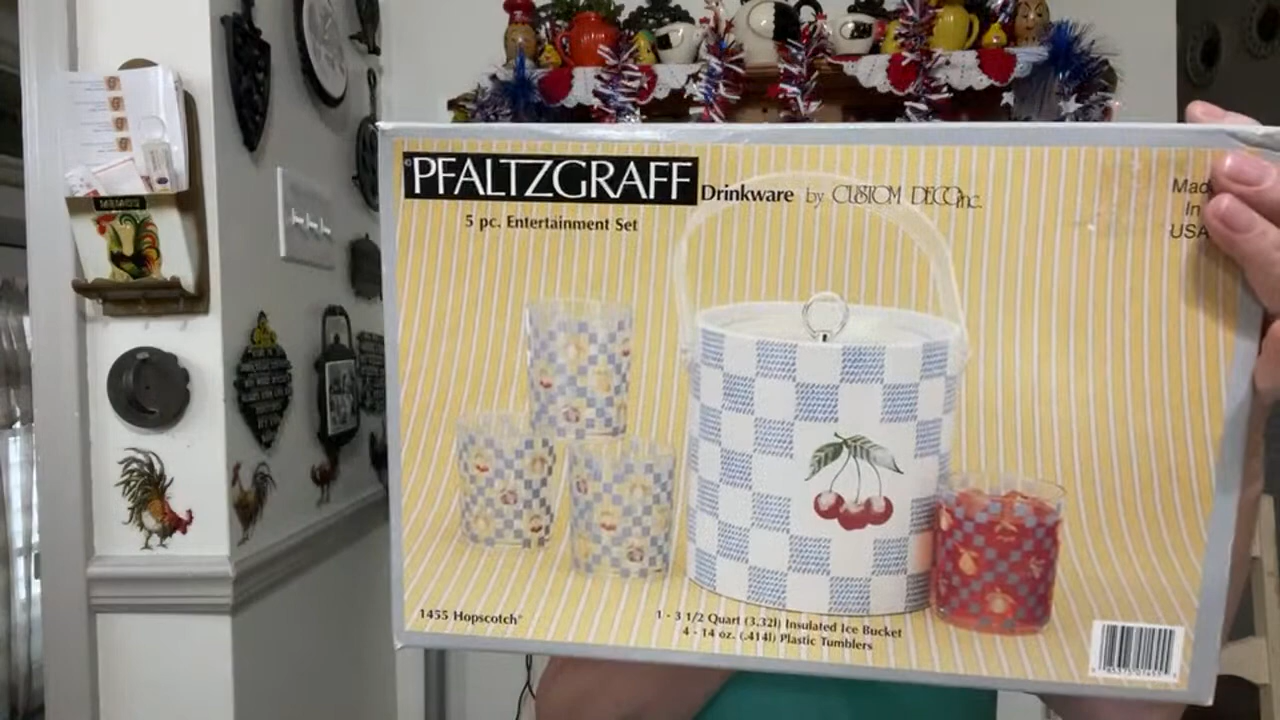 MEMOS
PFALTZGRAFF Drinkware by CUSTOM DECO inc.
5 pc. Entertainment Set
Made
In
USA
1455 Hopscotch
1 - 3 1/2 Quart (3.32l) Insulated Ice Bucket
4 - 14 oz. (.414l) Plastic Tumblers